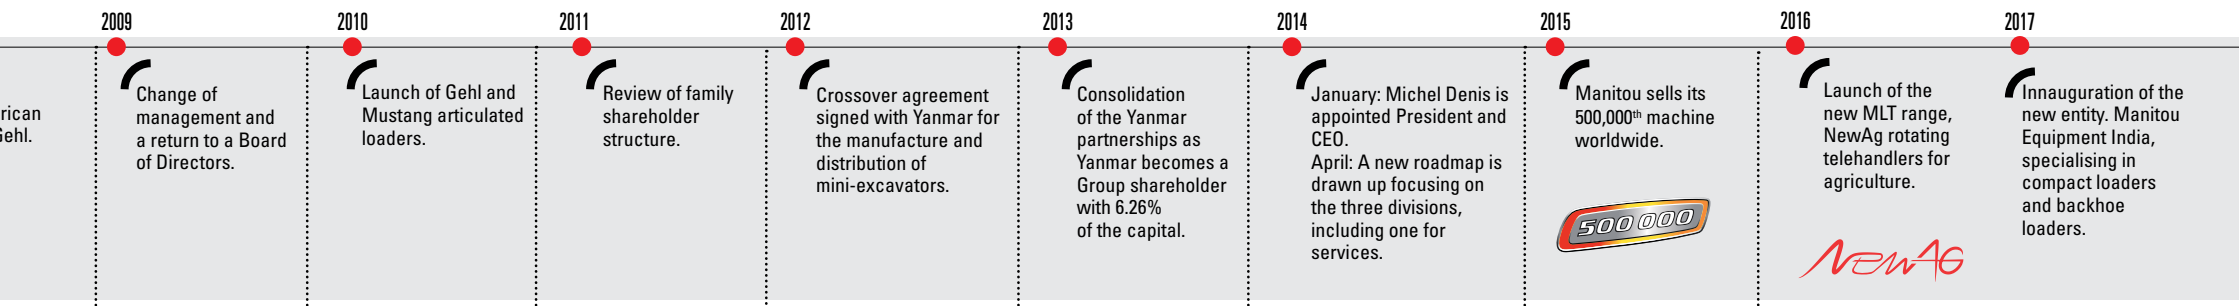 rican
Gehl.
2009
Change of
management and
a return to a Board
of Directors.
2010
Launch of Gehl and
Mustang articulated
loaders.
2011
Review of family
shareholder
structure.
2012
Crossover agreement
signed with Yanmar for
the manufacture and
distribution of
mini-excavators.
2013
Consolidation
of the Yanmar
partnerships as
Yanmar becomes a
Group shareholder
with 6.26%
of the capital.
2014
January: Michel Denis is
appointed President and
CEO.
April: A new roadmap is
drawn up focusing on
the three divisions,
including one for
services.
2015
Manitou sells its
500,000th machine
worldwide.
500 000
2016
Launch of the
new MLT range,
NewAg rotating
telehandlers for
agriculture.
NEWAG
2017
Innauguration of the
new entity. Manitou
Equipment India,
specialising in
compact loaders
and backhoe
loaders.